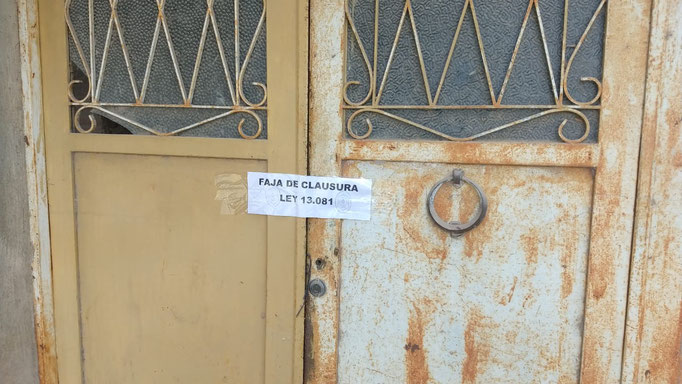 FAJA DE CLAUSURA
LEY 13.081